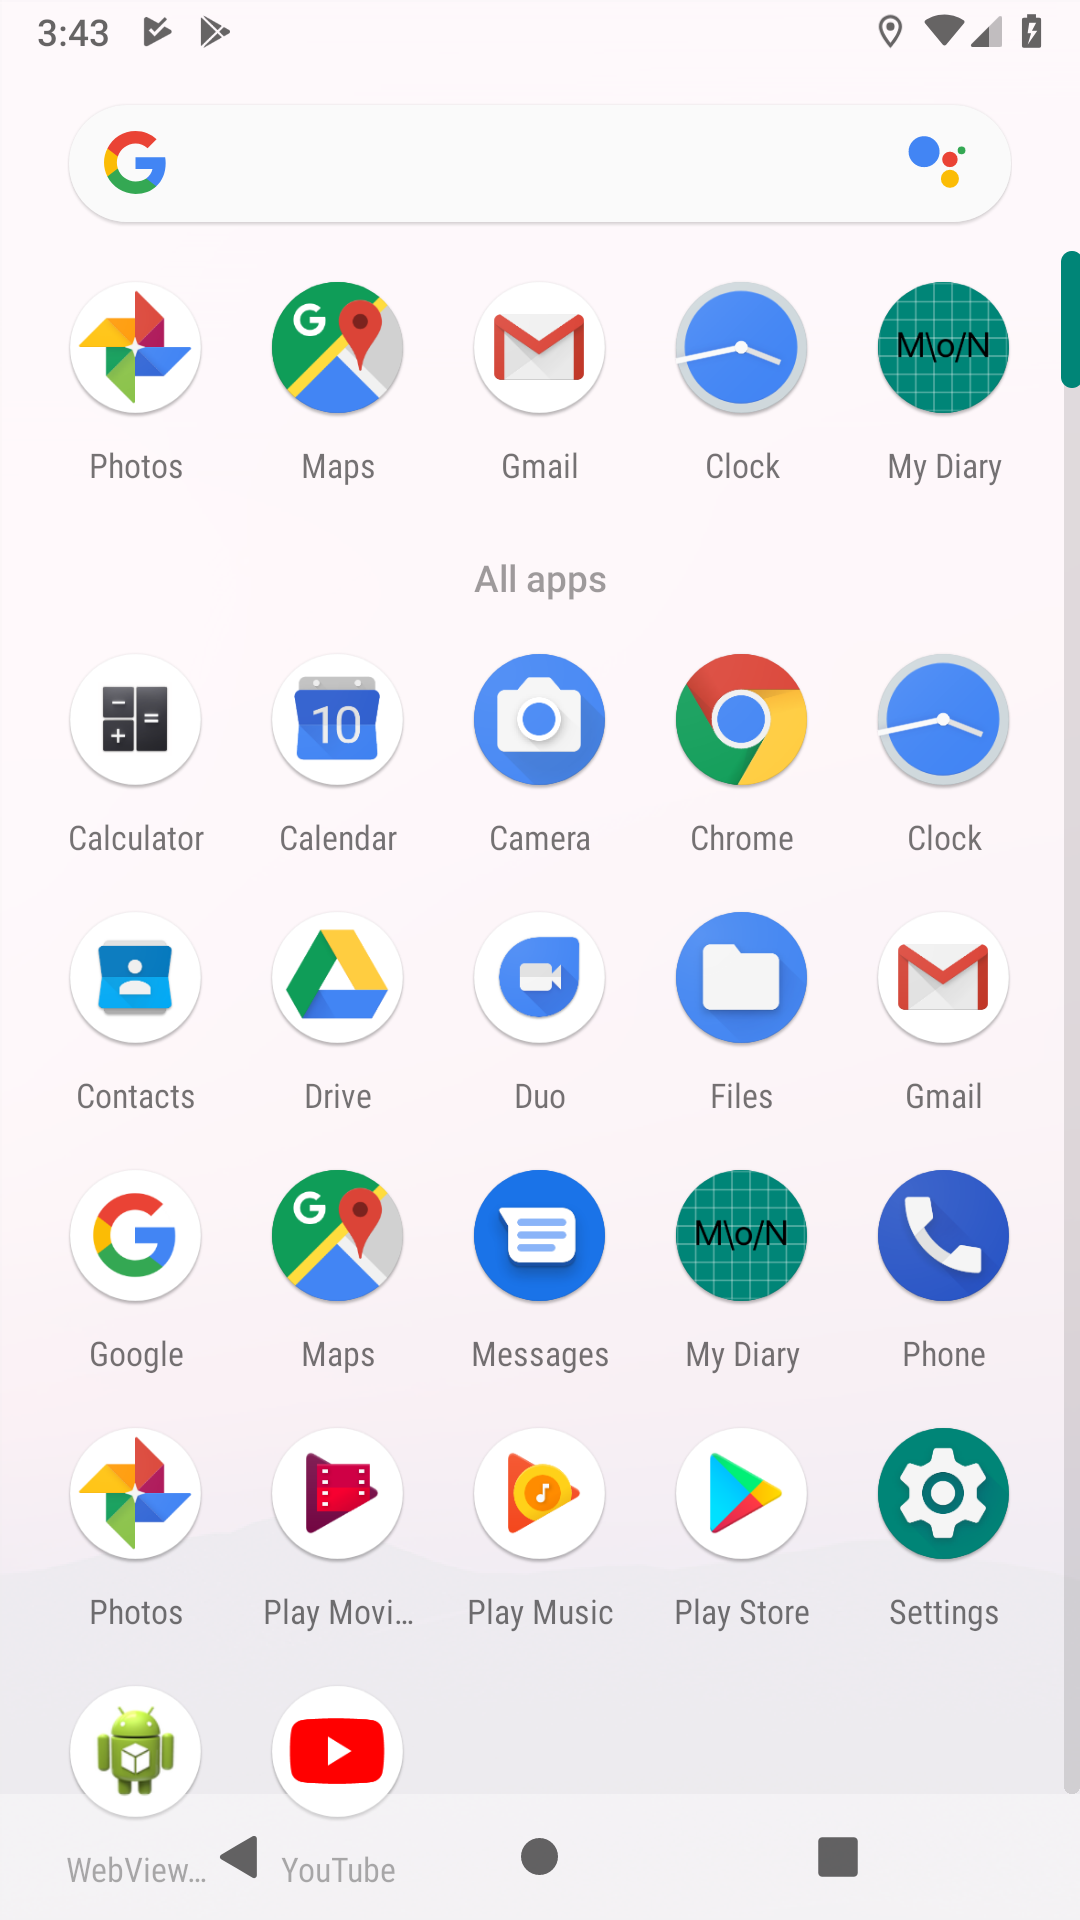 3:43
Photos Maps Gmail Clock My Diary
M\o/N
All apps
Calculator Calendar Camera Chrome Clock
10
Contacts Drive Duo Files Gmail
Google Maps Messages My Diary Phone
M\o/N
Photos Play Movi... Play Music Play Store Settings
WebView... YouTube